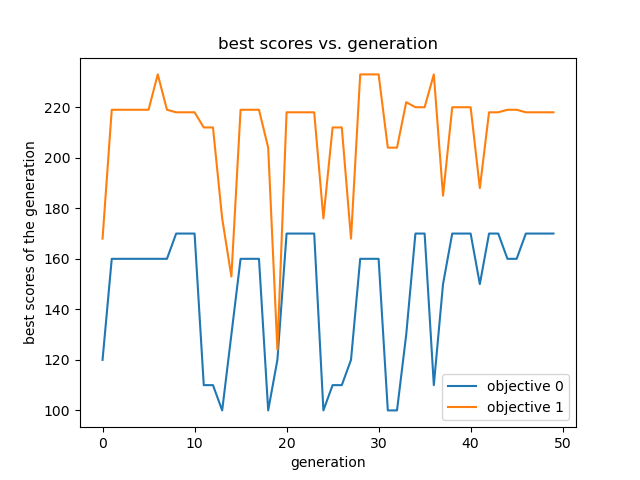 best scores vs. generation
best scores of the generation
220
200
180
160
140
120
100
0
10
20
30
40
50
generation
objective 0
objective 1